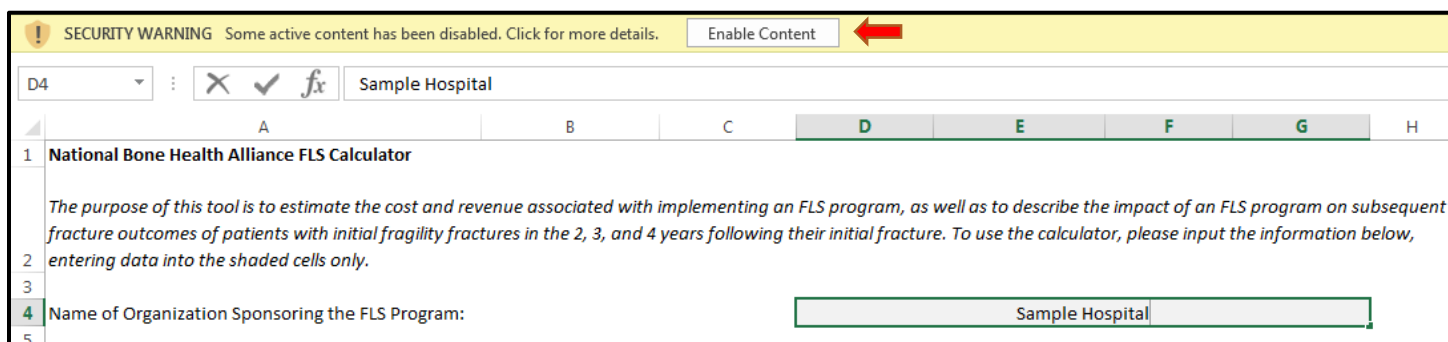 SECURITY WARNING Some active content has been disabled. Click for more details. Enable Content
D4 fx Sample Hospital
A B C D E F G H
1 National Bone Health Alliance FLS Calculator
The purpose of this tool is to estimate the cost and revenue associated with implementing an FLS program, as well as to describe the impact of an FLS program on subsequent
fracture outcomes of patients with initial fragility fractures in the 2, 3, and 4 years following their initial fracture. To use the calculator, please input the information below,
2 entering data into the shaded cells only.
3
4 Name of Organization Sponsoring the FLS Program: Sample Hospital
5